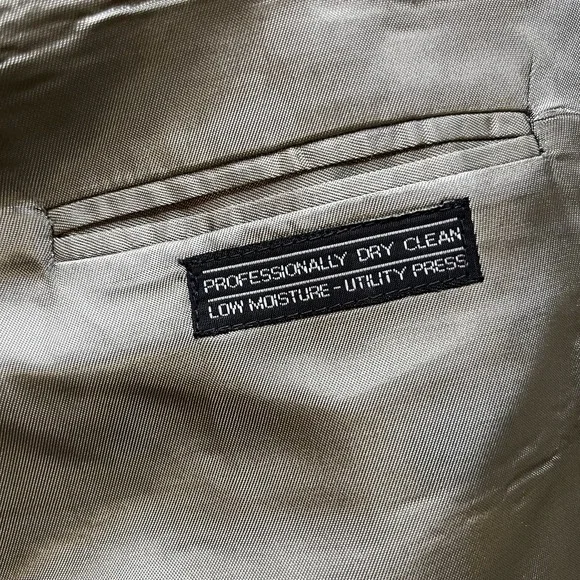 PROFESSIONALLY DRY CLEAN
LOW MOISTURE - UTILITY PRESS